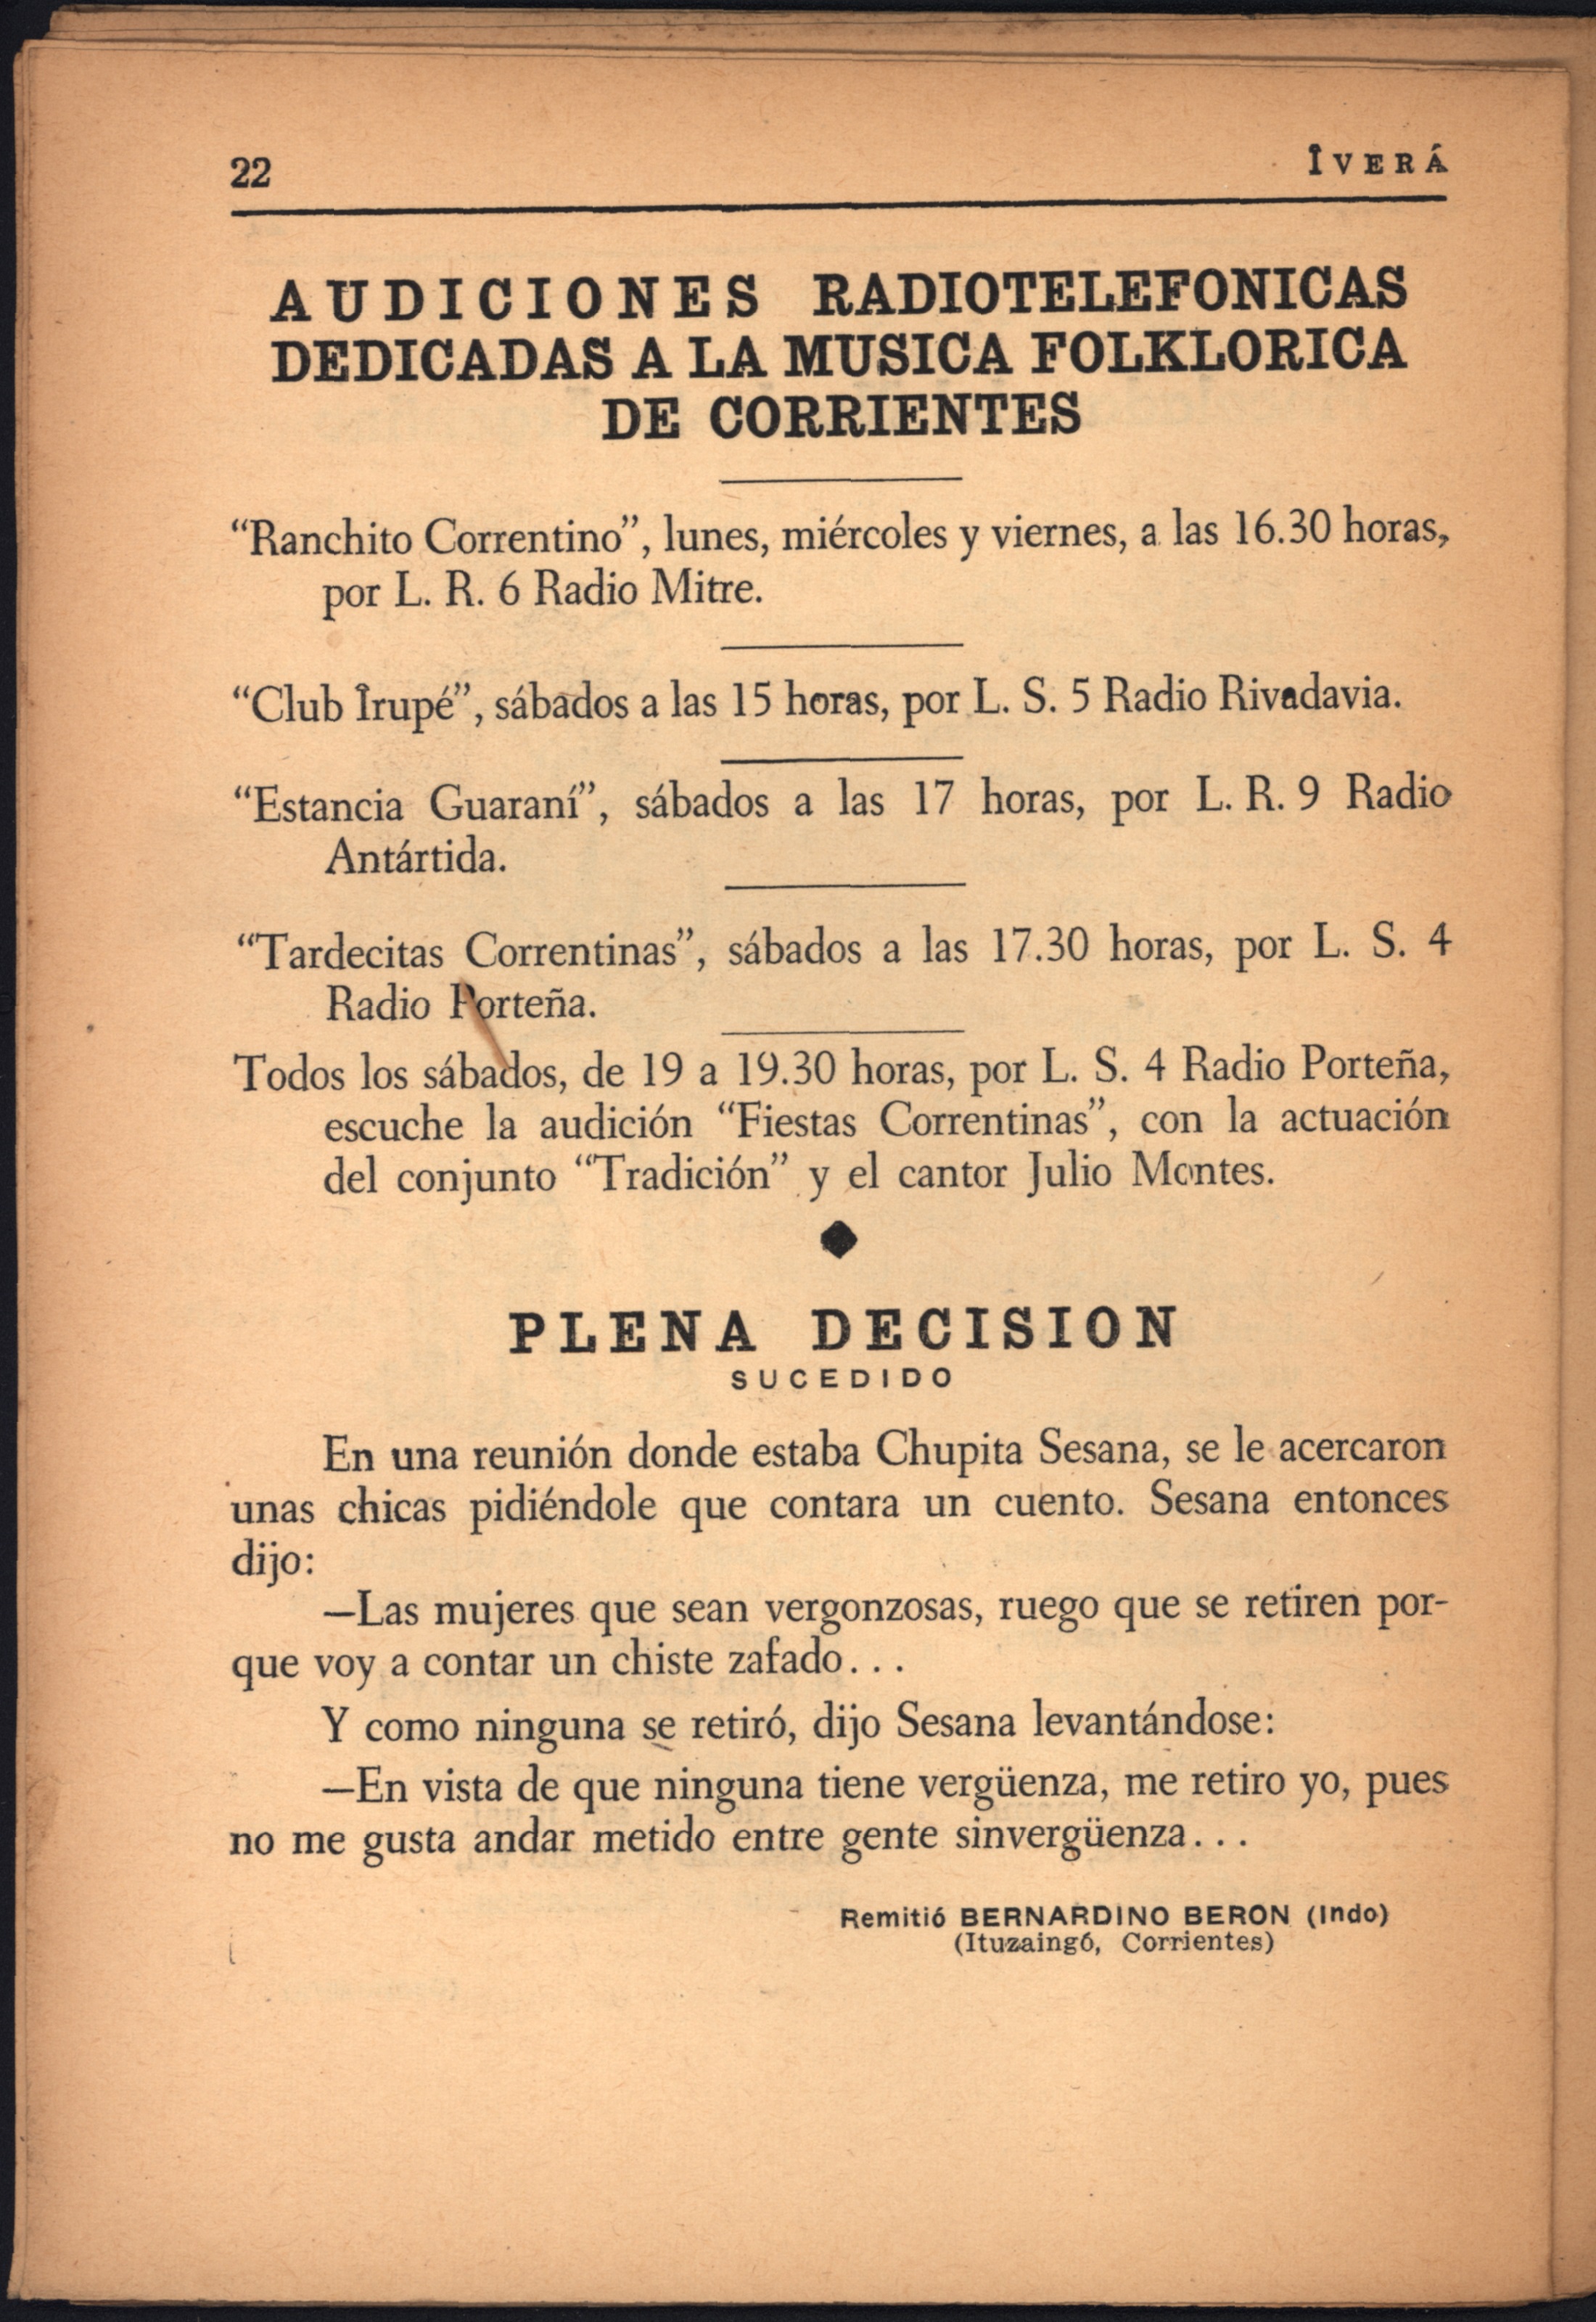 22
ÎVERÁ
AUDICIONES RADIOTELEFONICAS
DEDICADAS A LA MUSICA FOLKLORICA
DE CORRIENTES
“Ranchito Correntino”, lunes, miércoles y viernes, a las 16.30 horas,
por L. R. 6 Radio Mitre.
“Club Îrupé”, sábados a las 15 horas, por L. S. 5 Radio Rivadavia.
“Estancia Guaraní”, sábados a las 17 horas, por L. R. 9 Radio
Antártida.
“Tardecitas Correntinas”, sábados a las 17.30 horas, por L. S. 4
Radio Porteña.
Todos los sábados, de 19 a 19.30 horas, por L. S. 4 Radio Porteña,
escuche la audición “Fiestas Correntinas”, con la actuación
del conjunto “Tradición” y el cantor Julio Montes.
PLENA DECISION
SUCEDIDO
En una reunión donde estaba Chupita Sesana, se le acercaron
unas chicas pidiéndole que contara un cuento. Sesana entonces
dijo:
—Las mujeres que sean vergonzosas, ruego que se retiren por-
que voy a contar un chiste zafado...
Y como ninguna se retiró, dijo Sesana levantándose:
—En vista de que ninguna tiene vergüenza, me retiro yo, pues
no me gusta andar metido entre gente sinvergüenza...
Remitió BERNARDINO BERON (Indo)
(Ituzaingó, Corrientes)